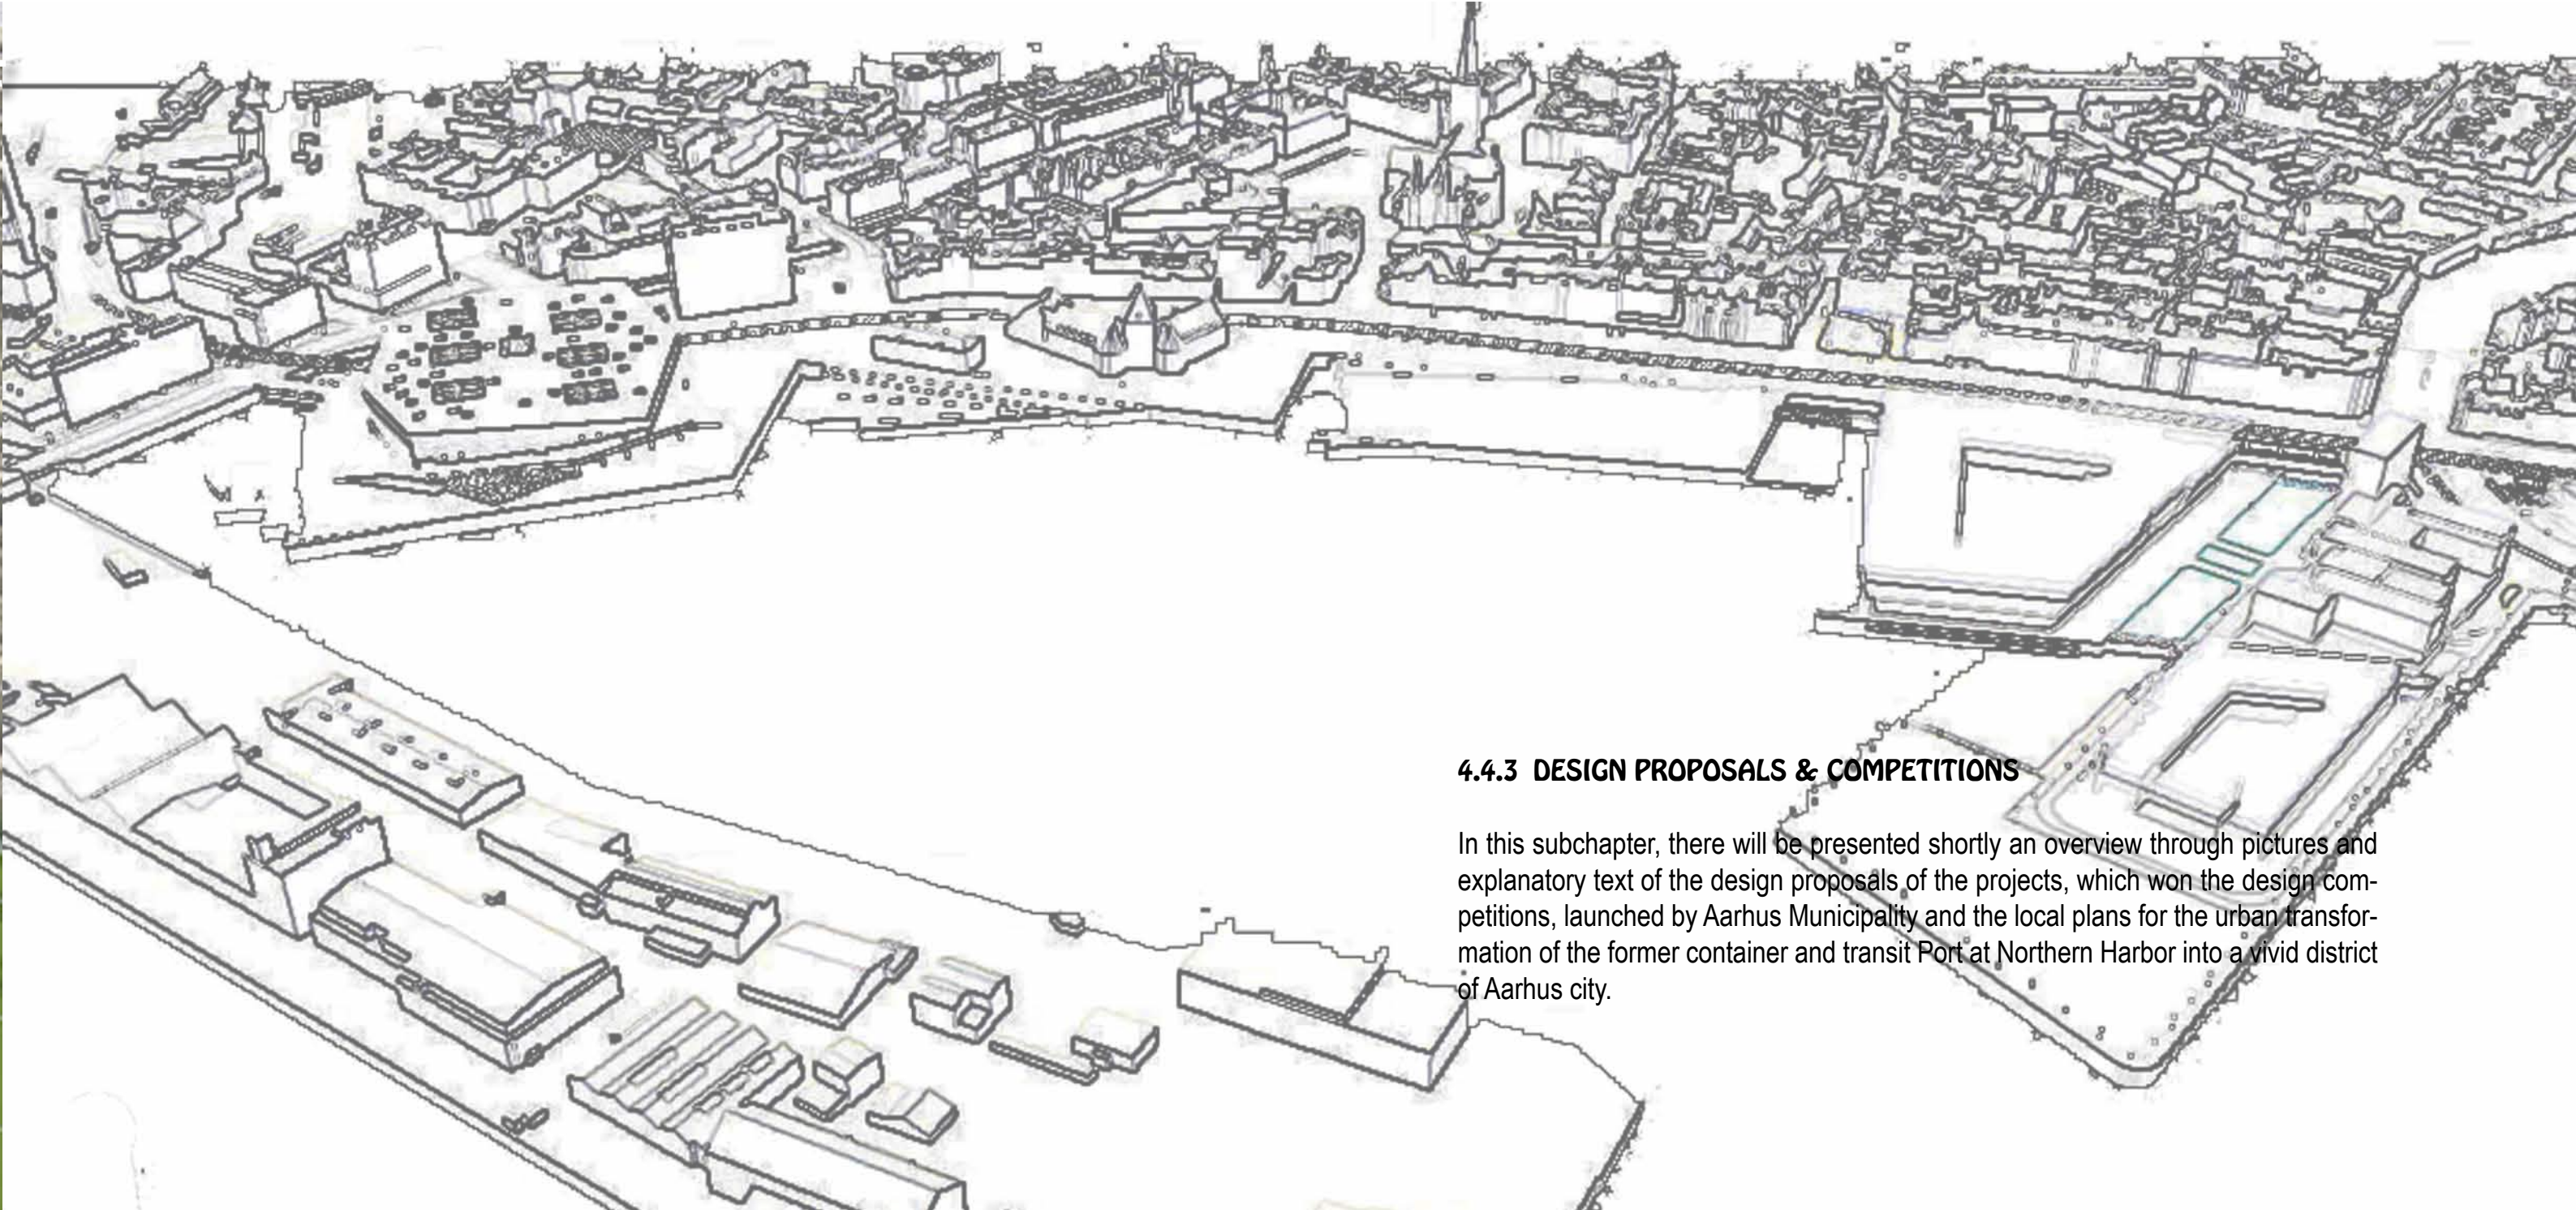 4.4.3 DESIGN PROPOSALS & COMPETITIONS
In this subchapter, there will be presented shortly an overview through pictures and
explanatory text of the design proposals of the projects, which won the design com-
petitions, launched by Aarhus Municipality and the local plans for the urban transfor-
mation of the former container and transit Port at Northern Harbor into a vivid district
of Aarhus city.